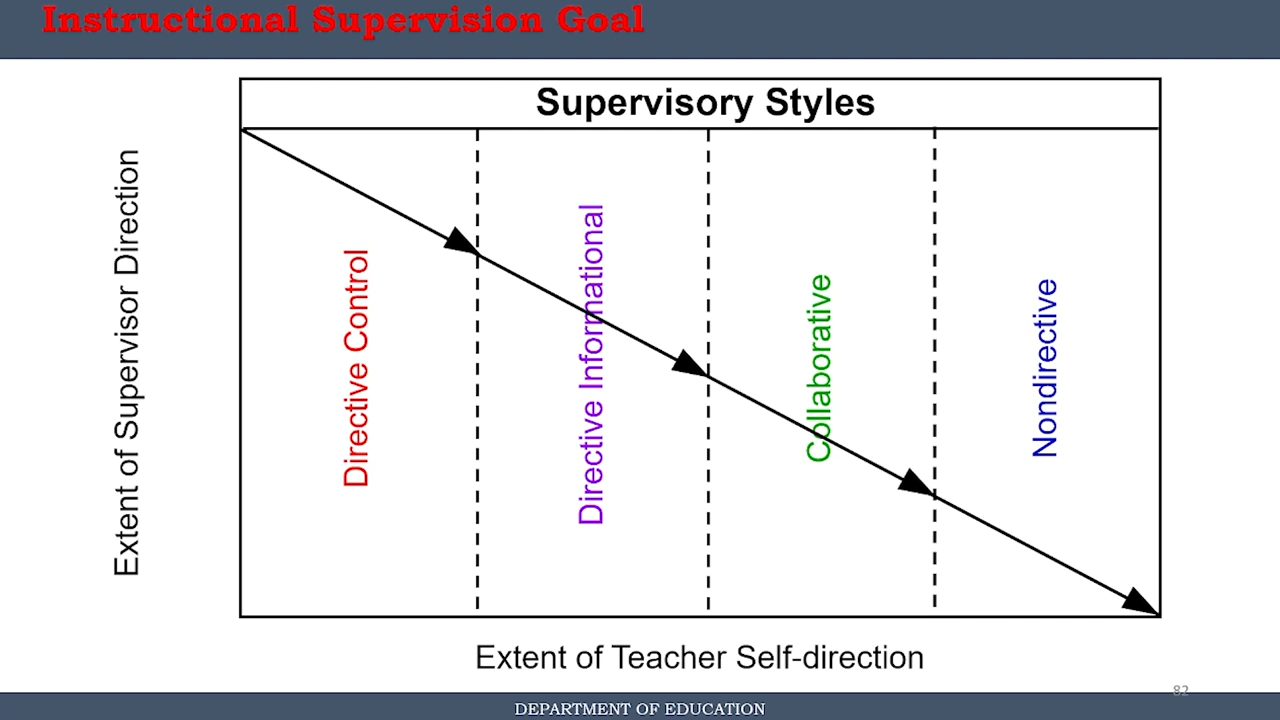 Instructional Supervision Goal
Supervisory Styles
Extent of Supervisor Direction
Directive Control
Directive Informational
Collaborative
Nondirective
Extent of Teacher Self-direction
82
DEPARTMENT OF EDUCATION